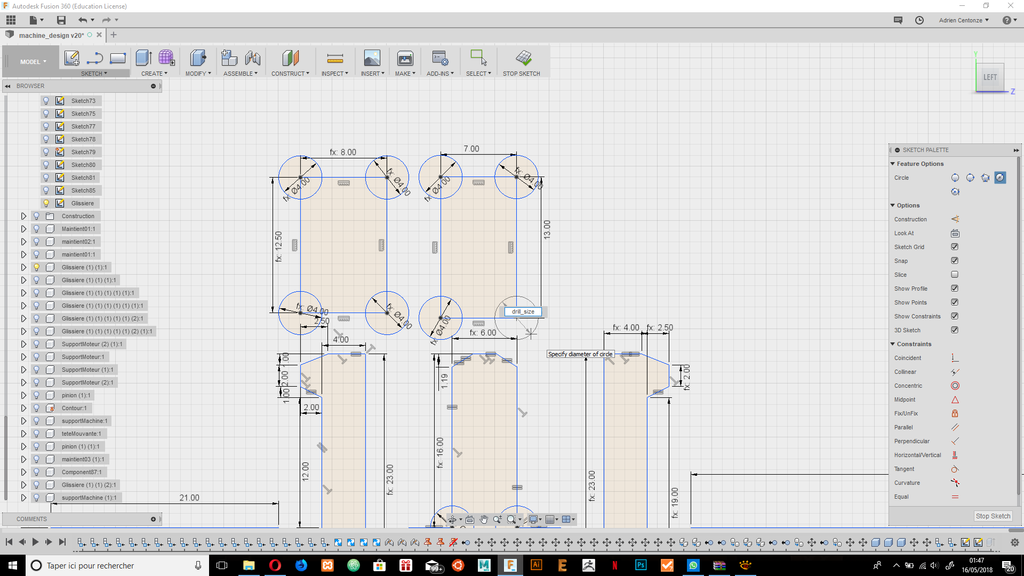 Autodesk Fusion 360 (Education License)
Adrien Centonze
machine_design v20*
MODEL
SKETCH
CREATE
MODIFY
ASSEMBLE
CONSTRUCT
INSPECT
INSERT
MAKE
ADD-INS
SELECT
STOP SKETCH
BROWSER
Sketch73
Sketch75
Sketch77
Sketch78
Sketch79
Sketch80
Sketch81
Sketch85
Glissiere
Construction
Maintient01:1
maintient02:1
maintient01:1
Glissiere (1) (1):1
Glissiere (1) (1) (1):1
Glissiere (1) (1) (1) (1) (1):1
Glissiere (1) (1) (1) (1) (1) (1):1
Glissiere (1) (1) (1) (1) (1) (2):1
Glissiere (1) (1) (1) (1) (1) (2) (1):1
SupportMoteur (2) (1):1
SupportMoteur:1
SupportMoteur (1):1
SupportMoteur (2):1
pinion (1):1
Contour:1
supportMachine:1
teteMouvante:1
pinion (1) (1):1
maintient03 (1):1
Component67:1
Glissiere (1) (1) (2):1
supportMachine (1):1
COMMENTS
LEFT
Z
fx: 8.00
7.00
fx: Ø4.00
fx: Ø4.00
fx: Ø4.00
fx: Ø4.00
fx: 12.50
13.00
fx: Ø4.00
fx: Ø4.00
fx: Ø4.00
drill_size
Specify diameter of circle
2.50
4.00
fx: 6.00
fx: 4.00
fx: 2.50
1.00
2.00
1.00
2.00
1.19
fx: 2.00
12.00
fx: 23.00
fx: 16.00
fx: 23.00
fx: 19.00
21.00
SKETCH PALETTE
Feature Options
Circle
Options
Construction
Look At
Sketch Grid
Snap
Slice
Show Profile
Show Points
Show Constraints
3D Sketch
Constraints
Coincident
Collinear
Concentric
Midpoint
Fix/UnFix
Parallel
Perpendicular
Horizontal/Vertical
Tangent
Curvature
Equal
Stop Sketch
Taper ici pour rechercher
01:47
16/05/2018
20